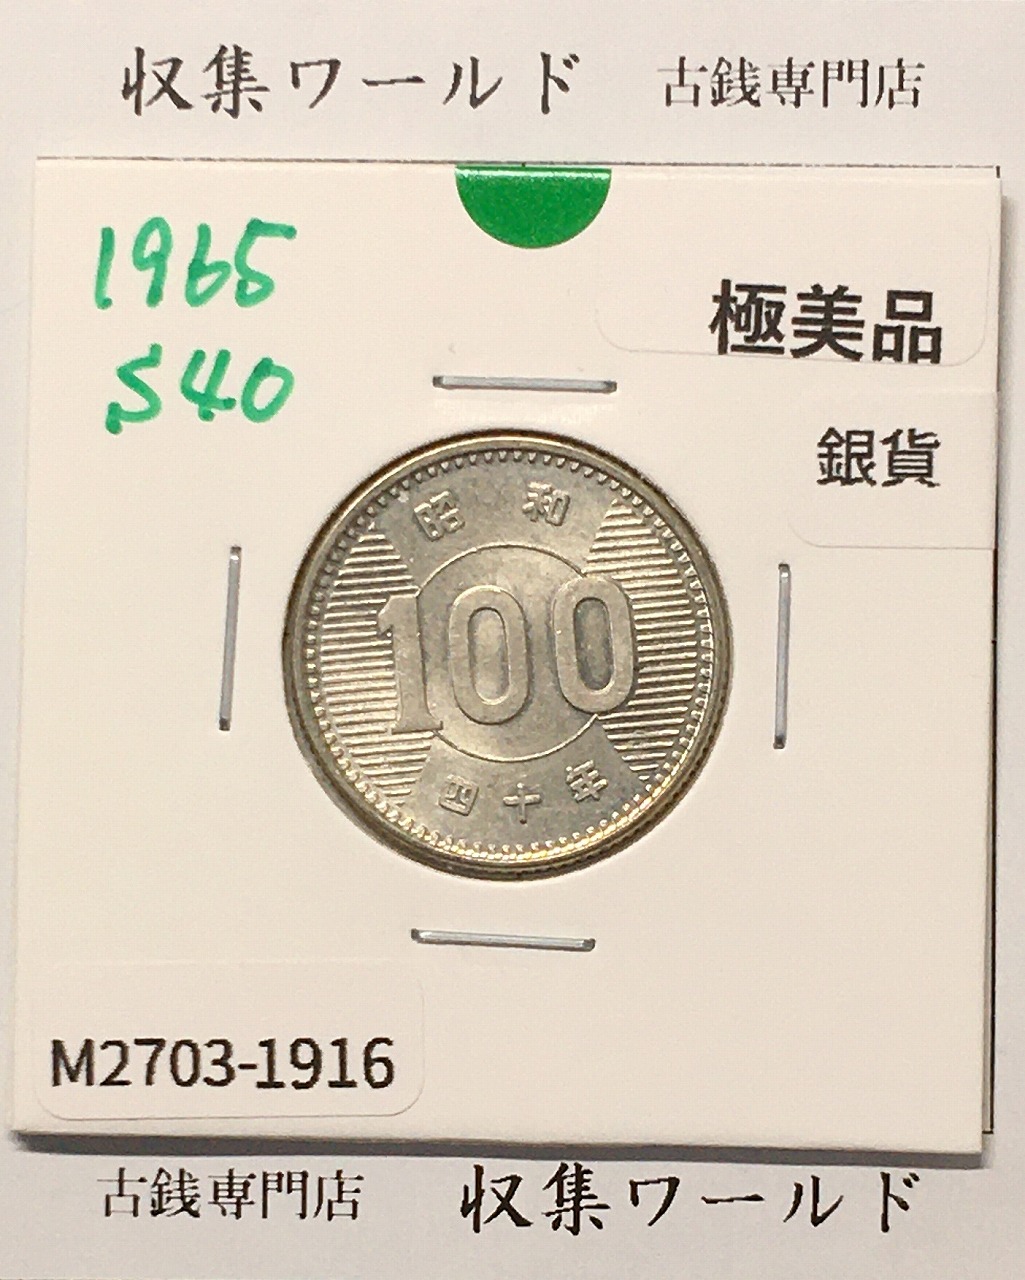 収集ワールド 古銭専門店
1965
S40
極美品
銀貨
昭和
100
四十年
M2703-1916
古銭専門店 収集ワールド